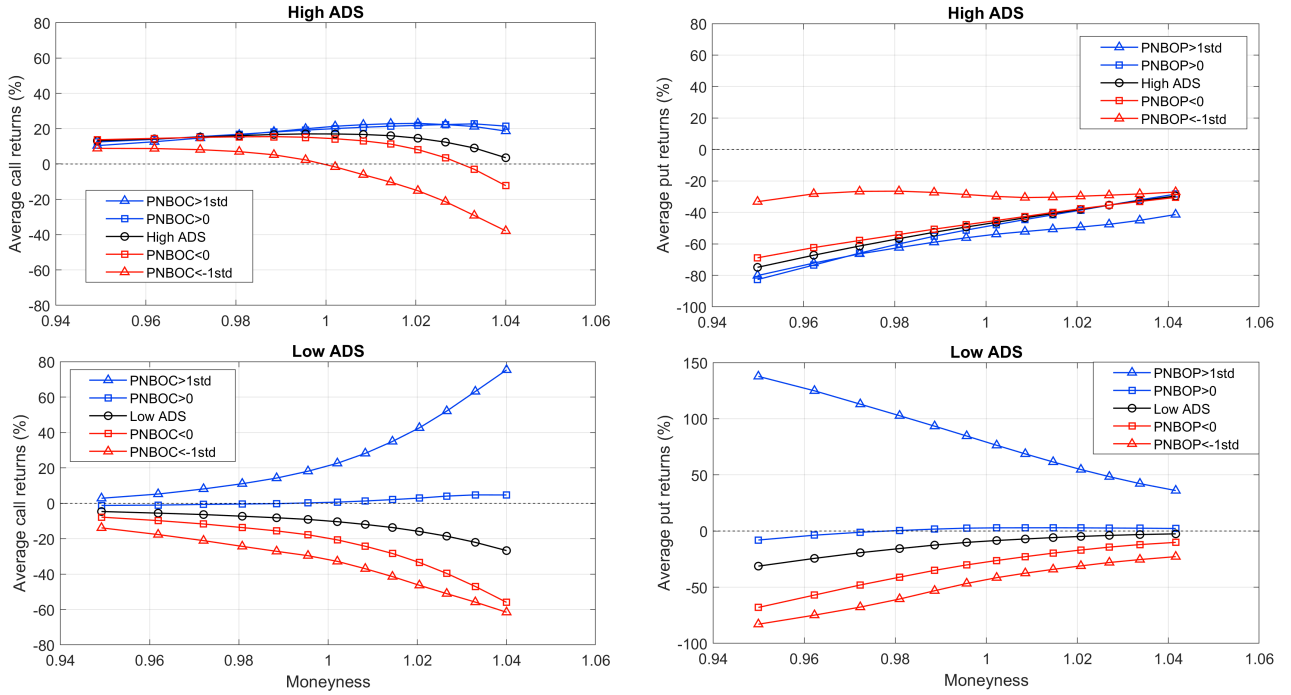 High ADS
Average call returns (%)
80
60
40
20
0
-20
-40
-60
-80
PNBOC>1std
PNBOC>0
High ADS
PNBOC<0
PNBOC<-1std
0.94 0.96 0.98 1 1.02 1.04 1.06
High ADS
Average put returns (%)
80
60
40
20
0
-20
-40
-60
-80
-100
PNBOP>1std
PNBOP>0
High ADS
PNBOP<0
PNBOP<-1std
0.94 0.96 0.98 1 1.02 1.04 1.06
Low ADS
Average call returns (%)
80
60
40
20
0
-20
-40
-60
-80
PNBOC>1std
PNBOC>0
Low ADS
PNBOC<0
PNBOC<-1std
0.94 0.96 0.98 1 1.02 1.04 1.06
Moneyness
Low ADS
Average put returns (%)
150
100
50
0
-50
-100
PNBOP>1std
PNBOP>0
Low ADS
PNBOP<0
PNBOP<-1std
0.94 0.96 0.98 1 1.02 1.04 1.06
Moneyness